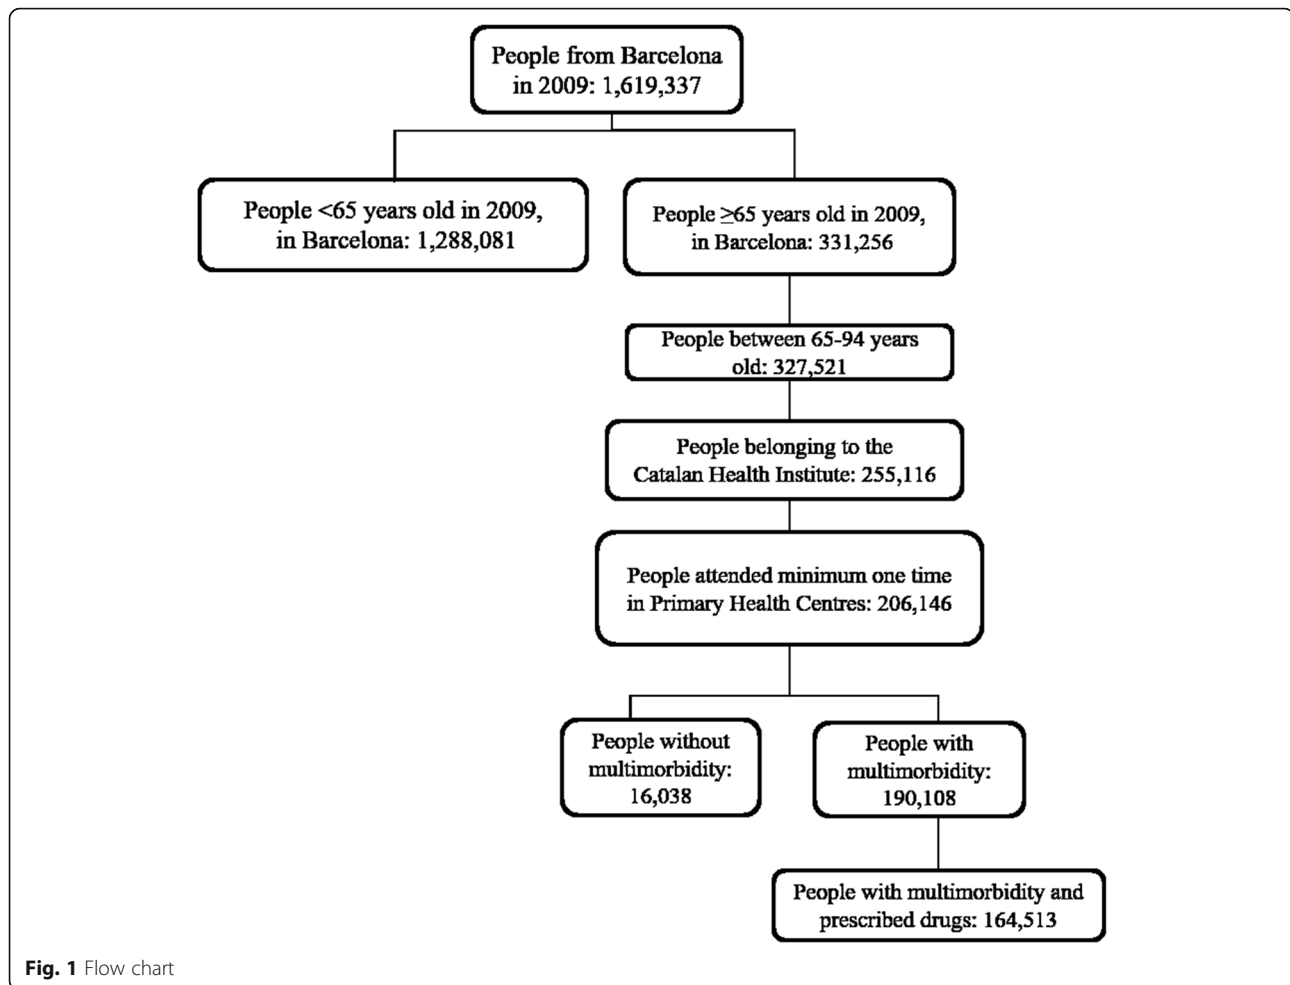 People from Barcelona
in 2009: 1,619,337
People <65 years old in 2009,
in Barcelona: 1,288,081
People ≥65 years old in 2009,
in Barcelona: 331,256
People between 65-94 years
old: 327,521
People belonging to the
Catalan Health Institute: 255,116
People attended minimum one time
in Primary Health Centres: 206,146
People without
multimorbidity:
16,038
People with
multimorbidity:
190,108
People with multimorbidity and
prescribed drugs: 164,513
Fig. 1 Flow chart